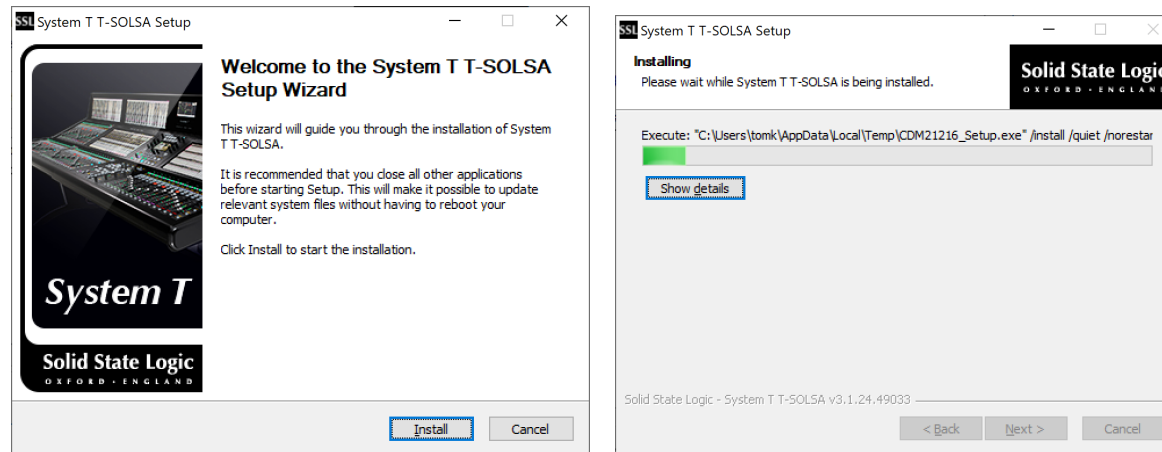 SSL System T T-SOLSA Setup
Welcome to the System T T-SOLSA
Setup Wizard
This wizard will guide you through the installation of System
T T-SOLSA.
It is recommended that you close all other applications
before starting Setup. This will make it possible to update
relevant system files without having to reboot your
computer.
Click Install to start the installation.
System T
Solid State Logic
OXFORD · ENGLAND
Install
Cancel
SSL System T T-SOLSA Setup
Installing
Please wait while System T T-SOLSA is being installed.
Solid State Logic
OXFORD · ENGLAND
Execute: "C:\Users\tomk\AppData\Local\Temp\CDM21216_Setup.exe" /install /quiet /norestar
Show details
Solid State Logic - System T T-SOLSA v3.1.24.49033
< Back
Next >
Cancel